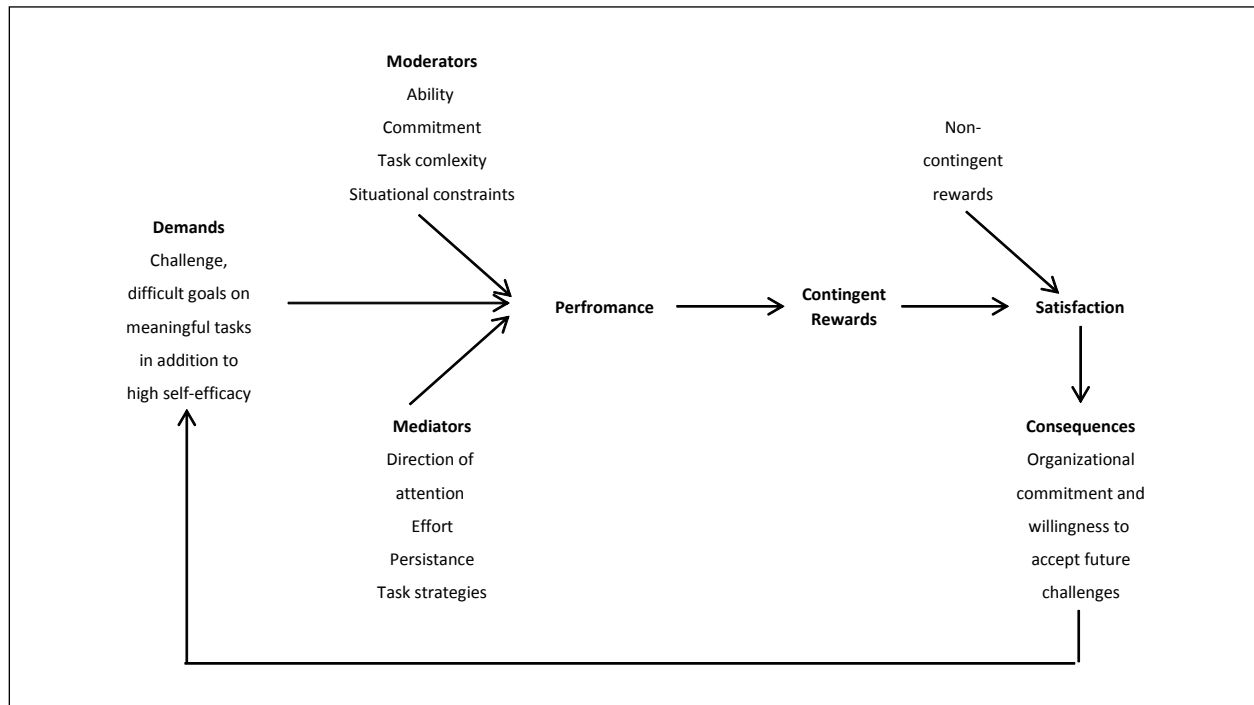 Moderators
Ability
Commitment
Task comlexity
Situational constraints
Non-
contingent
rewards
Demands
Challenge,
difficult goals on
meaningful tasks
in addition to
high self-efficacy
Perfromance
Contingent
Rewards
Satisfaction
Mediators
Direction of
attention
Effort
Persistance
Task strategies
Consequences
Organizational
commitment and
willingness to
accept future
challenges